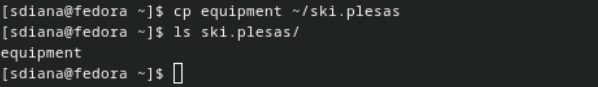 [sdiana@fedora ~]$ cp equipment ~/ski.plesas
[sdiana@fedora ~]$ ls ski.plesas/
equipment
[sdiana@fedora ~]$